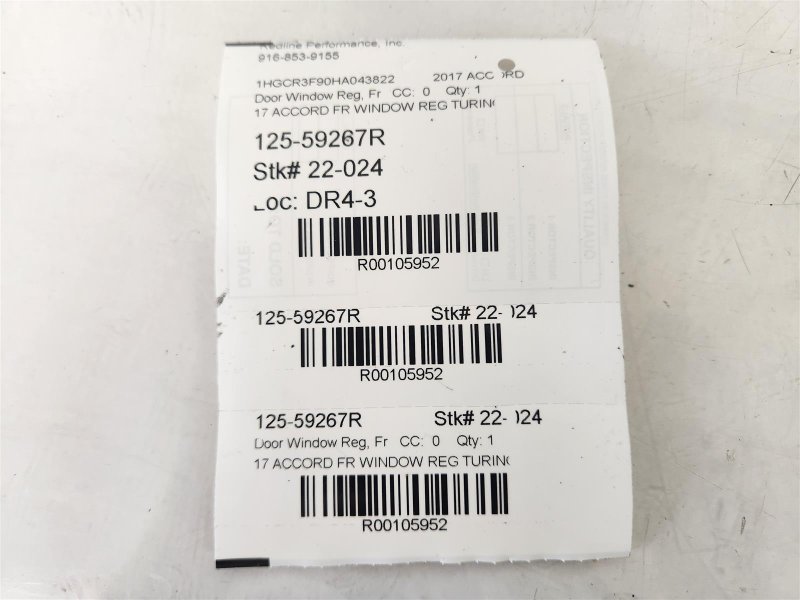 Redline Performance, Inc.
916-853-9155
1HGCR3F90HA043822 2017 ACCORD
Door Window Reg, Fr CC: 0 Qty: 1
17 ACCORD FR WINDOW REG TURIN
125-59267R
Stk# 22-024
Loc: DR4-3
R00105952
125-59267R Stk# 22-024
R00105952
125-59267R Stk# 22-024
Door Window Reg, Fr CC: 0 Qty: 1
17 ACCORD FR WINDOW REG TURIN
R00105952